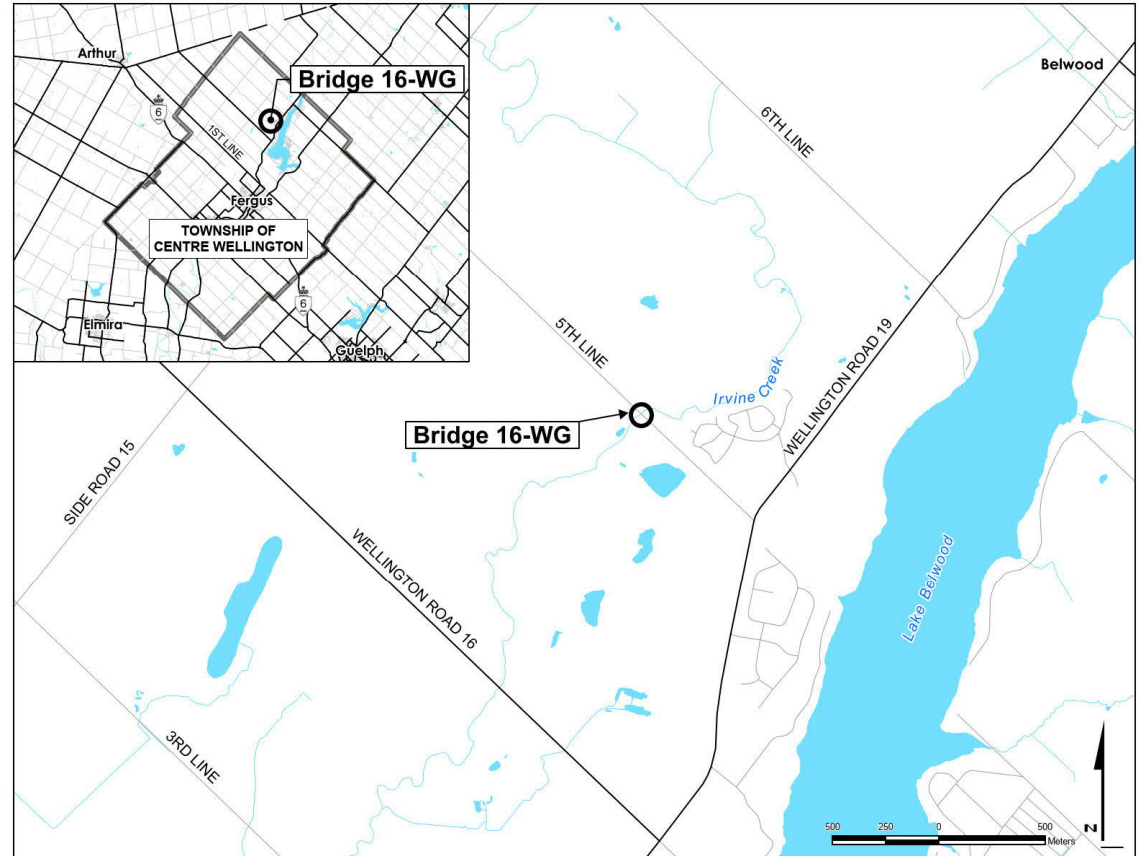 Arthur
6
Bridge 16-WG
1ST LINE
Fergus
TOWNSHIP OF
CENTRE WELLINGTON
6
Elmira
Guelph
Belwood
6TH LINE
5TH LINE
Irvine Creek
WELLINGTON ROAD 19
Bridge 16-WG
SIDE ROAD 15
WELLINGTON ROAD 16
Lake Belwood
3RD LINE
500 250 0 500
Meters
N